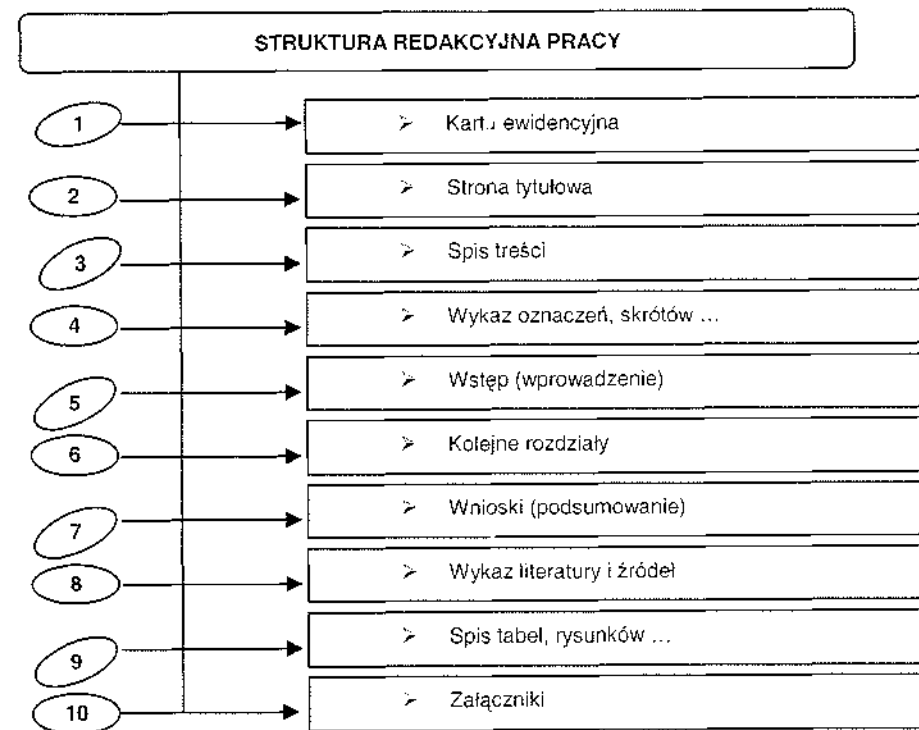 STRUKTURA REDAKCYJNA PRACY
1 ➢ Karta ewidencyjna
2 ➢ Strona tytułowa
3 ➢ Spis treści
4 ➢ Wykaz oznaczeń, skrótów ...
5 ➢ Wstęp (wprowadzenie)
6 ➢ Kolejne rozdziały
7 ➢ Wnioski (podsumowanie)
8 ➢ Wykaz literatury i źródeł
9 ➢ Spis tabel, rysunków ...
10 ➢ Załączniki